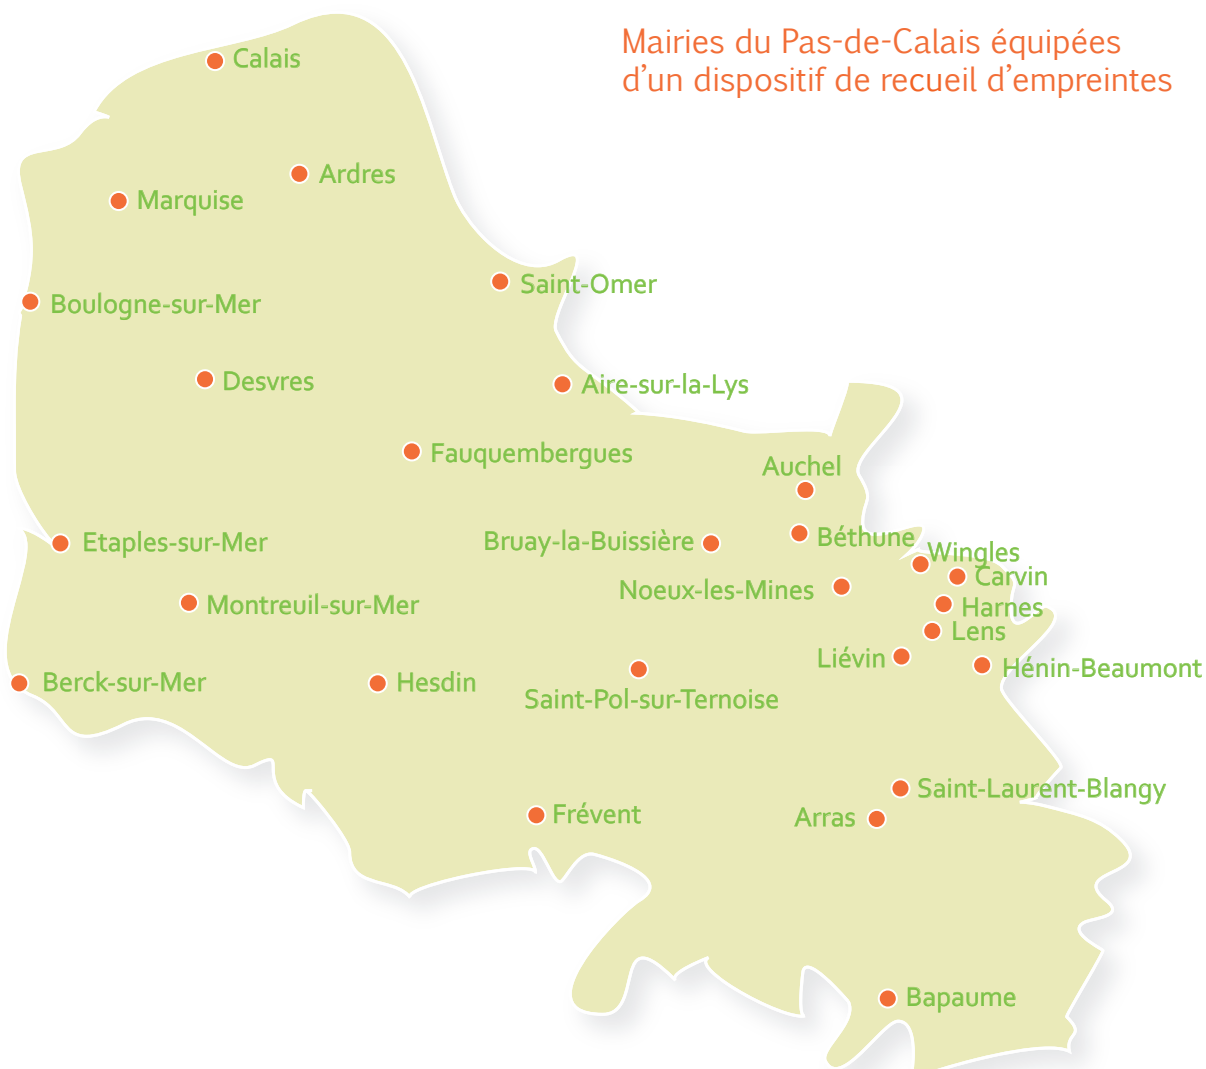 Mairies du Pas-de-Calais équipées
d'un dispositif de recueil d'empreintes
Calais
Ardres
Marquise
Saint-Omer
Boulogne-sur-Mer
Desvres
Aire-sur-la-Lys
Fauquembergues
Auchel
Etaples-sur-Mer
Bruay-la-Buissière
Béthune
Wingles
Carvin
Noeux-les-Mines
Montreuil-sur-Mer
Harnes
Lens
Liévin
Hénin-Beaumont
Berck-sur-Mer
Hesdin
Saint-Pol-sur-Ternoise
Saint-Laurent-Blangy
Frévent
Arras
Bapaume